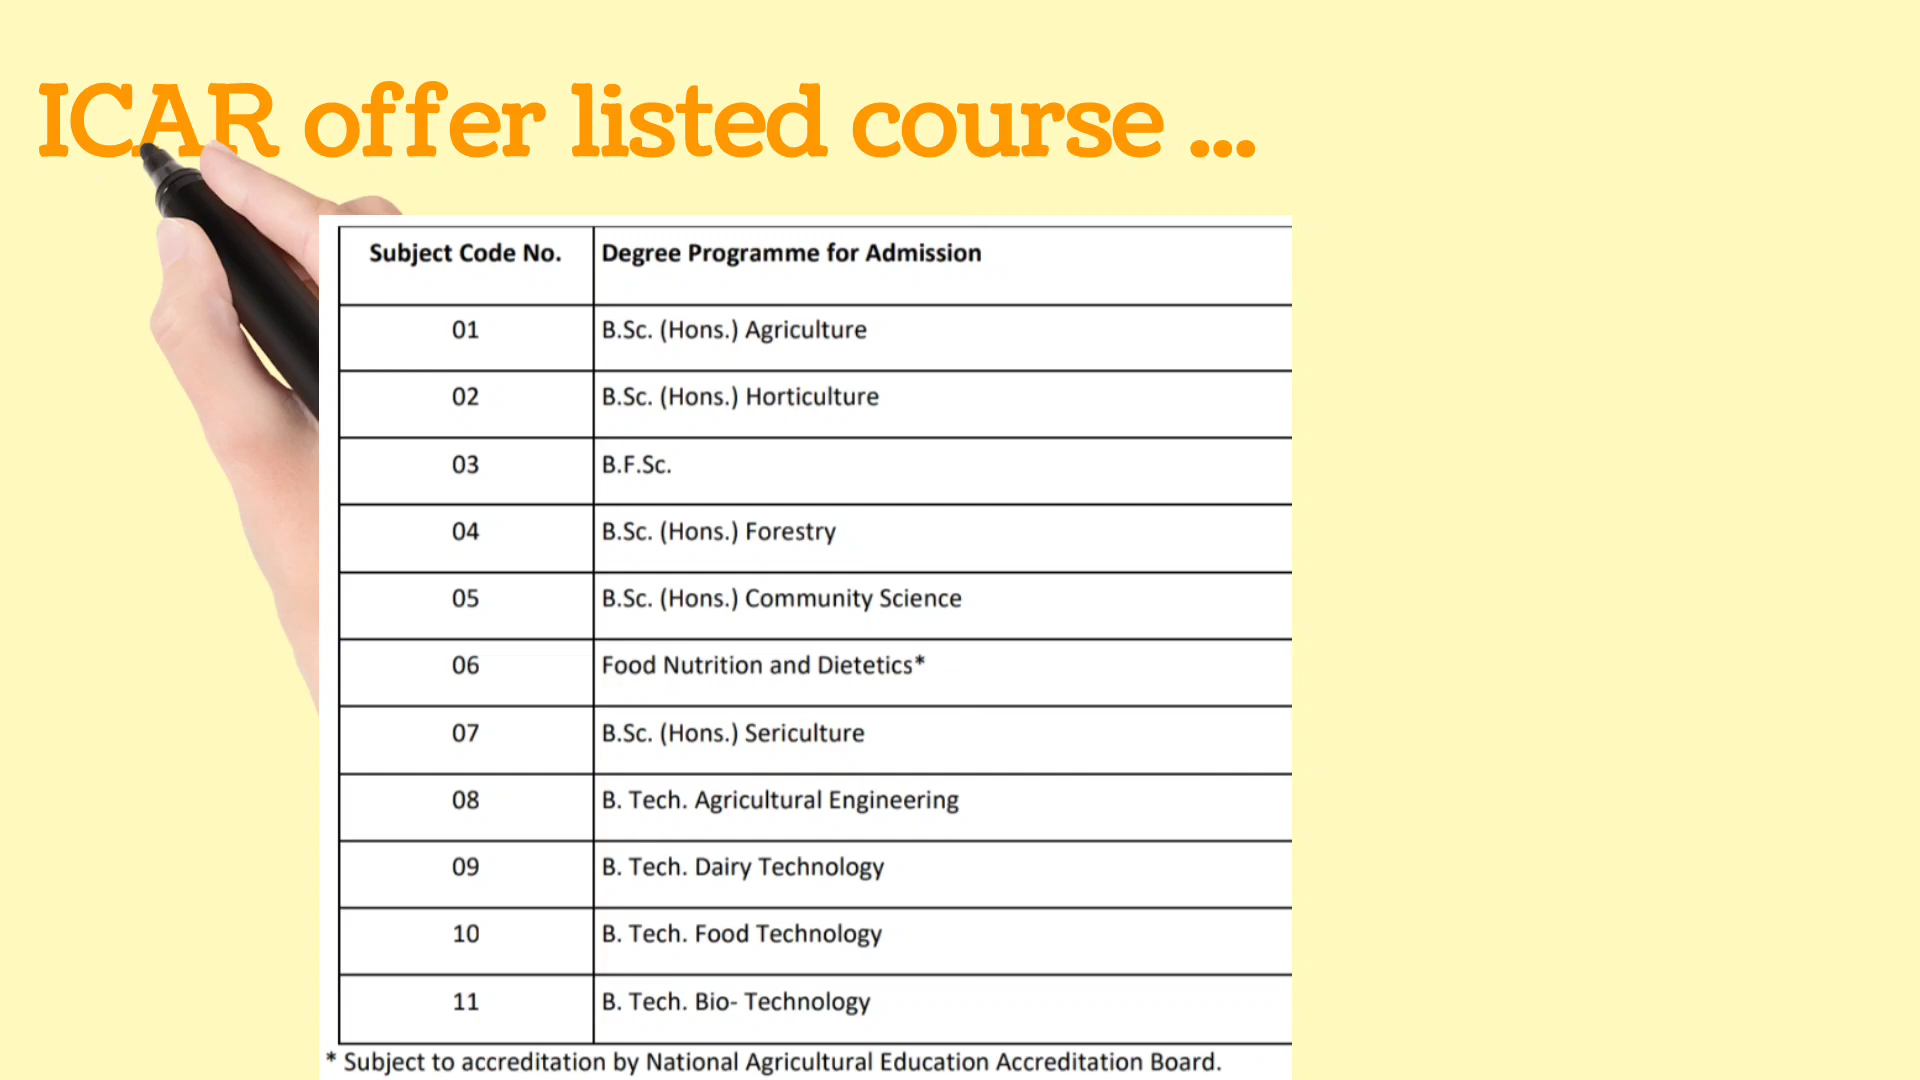 ICAR offer listed course ...
Subject Code No. Degree Programme for Admission
01 B.Sc. (Hons.) Agriculture
02 B.Sc. (Hons.) Horticulture
03 B.F.Sc.
04 B.Sc. (Hons.) Forestry
05 B.Sc. (Hons.) Community Science
06 Food Nutrition and Dietetics*
07 B.Sc. (Hons.) Sericulture
08 B. Tech. Agricultural Engineering
09 B. Tech. Dairy Technology
10 B. Tech. Food Technology
11 B. Tech. Bio- Technology
* Subject to accreditation by National Agricultural Education Accreditation Board.